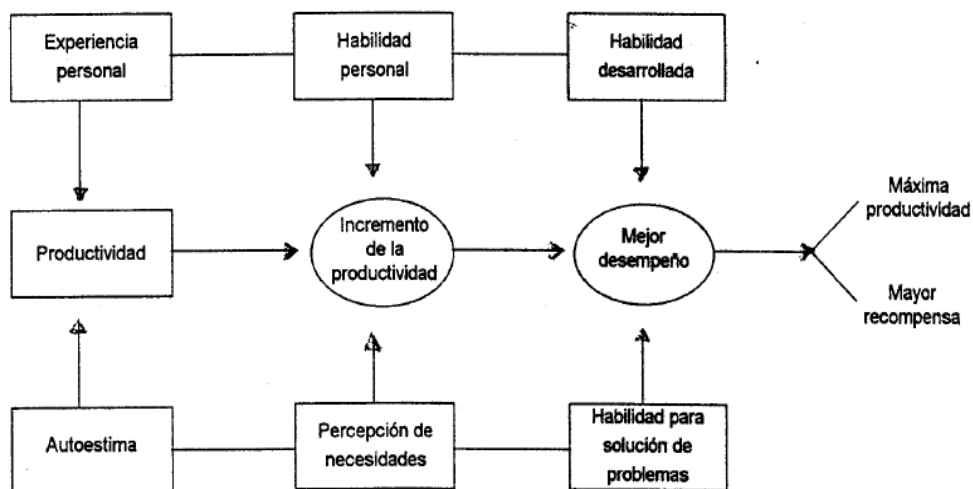 Experiencia
personal
Habilidad
personal
Habilidad
desarrollada
Productividad
Incremento
de la
productividad
Mejor
desempeño
Máxima
productividad
Mayor
recompensa
Autoestima
Percepción de
necesidades
Habilidad para
solución de
problemas